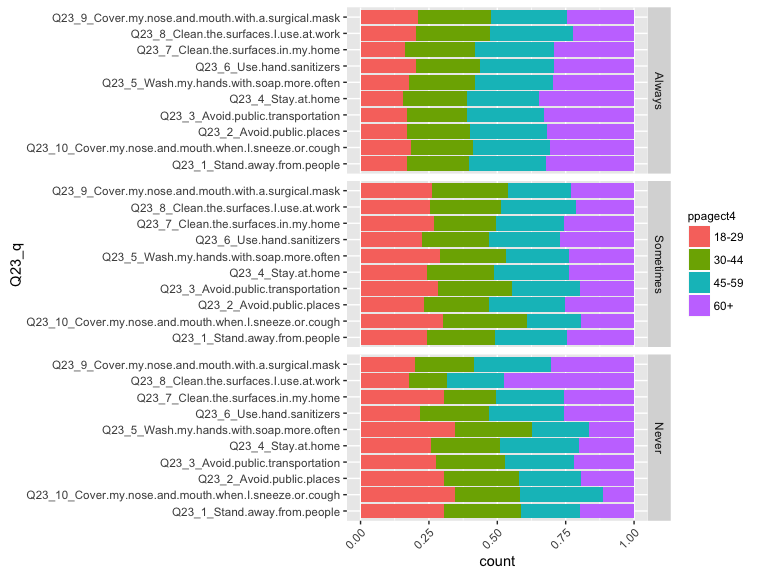 Q23_9_Cover.my.nose.and.mouth.with.a.surgical.mask
Q23_8_Clean.the.surfaces.I.use.at.work
Q23_7_Clean.the.surfaces.in.my.home
Q23_6_Use.hand.sanitizers
Q23_5_Wash.my.hands.with.soap.more.often
Q23_4_Stay.at.home
Q23_3_Avoid.public.transportation
Q23_2_Avoid.public.places
Q23_10_Cover.my.nose.and.mouth.when.I.sneeze.or.cough
Q23_1_Stand.away.from.people
Always
Q23_9_Cover.my.nose.and.mouth.with.a.surgical.mask
Q23_8_Clean.the.surfaces.I.use.at.work
Q23_7_Clean.the.surfaces.in.my.home
Q23_6_Use.hand.sanitizers
Q23_5_Wash.my.hands.with.soap.more.often
Q23_4_Stay.at.home
Q23_3_Avoid.public.transportation
Q23_2_Avoid.public.places
Q23_10_Cover.my.nose.and.mouth.when.I.sneeze.or.cough
Q23_1_Stand.away.from.people
Sometimes
Q23_9_Cover.my.nose.and.mouth.with.a.surgical.mask
Q23_8_Clean.the.surfaces.I.use.at.work
Q23_7_Clean.the.surfaces.in.my.home
Q23_6_Use.hand.sanitizers
Q23_5_Wash.my.hands.with.soap.more.often
Q23_4_Stay.at.home
Q23_3_Avoid.public.transportation
Q23_2_Avoid.public.places
Q23_10_Cover.my.nose.and.mouth.when.I.sneeze.or.cough
Q23_1_Stand.away.from.people
Never
Q23_q
0.00 0.25 0.50 0.75 1.00
count
ppagect4
18-29
30-44
45-59
60+